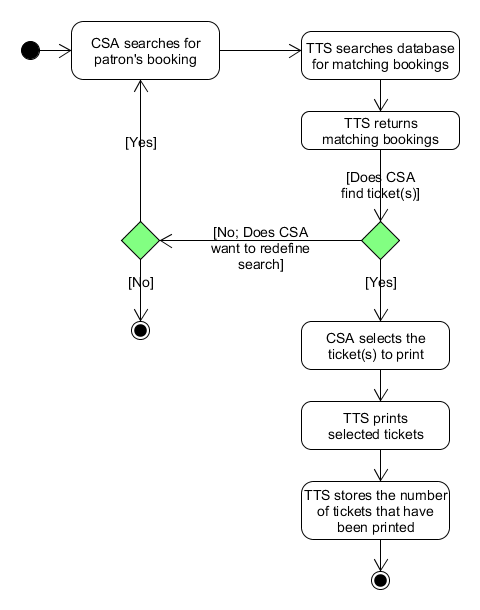 CSA searches for
patron's booking
TTS searches database
for matching bookings
TTS returns
matching bookings
[Yes]
[Does CSA
find ticket(s)]
[No; Does CSA
want to redefine
search]
[No]
[Yes]
CSA selects the
ticket(s) to print
TTS prints
selected tickets
TTS stores the number
of tickets that have
been printed